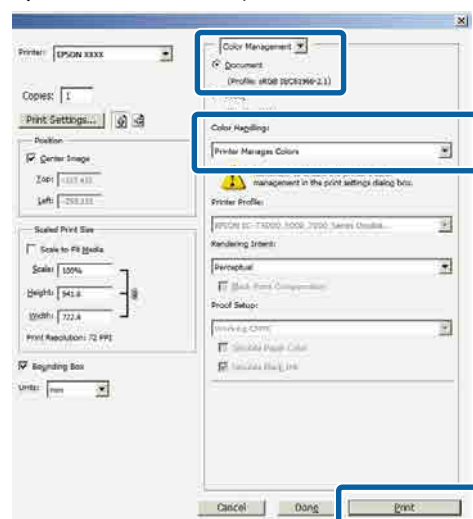 Printer: EPSON XXXX
Copies: 1
Print Settings...
Position
Center Image
Top:
Left:
Scaled Print Size
Scale to Fit Media
Scale: 100%
Height: 941.6
Width: 722.4
Print Resolution: 72 PPI
Bounding Box
Units: mm
Color Management
Document
(Profile: sRGB IEC61966-2.1)
Color Handling:
Printer Manages Colors
management in the print settings dialog box.
Printer Profile:
Rendering Intent:
Perceptual
Black Point Compensation
Proof Setup:
Working CMYK
Simulate Paper Color
Simulate Black Ink
Cancel
Done
Print